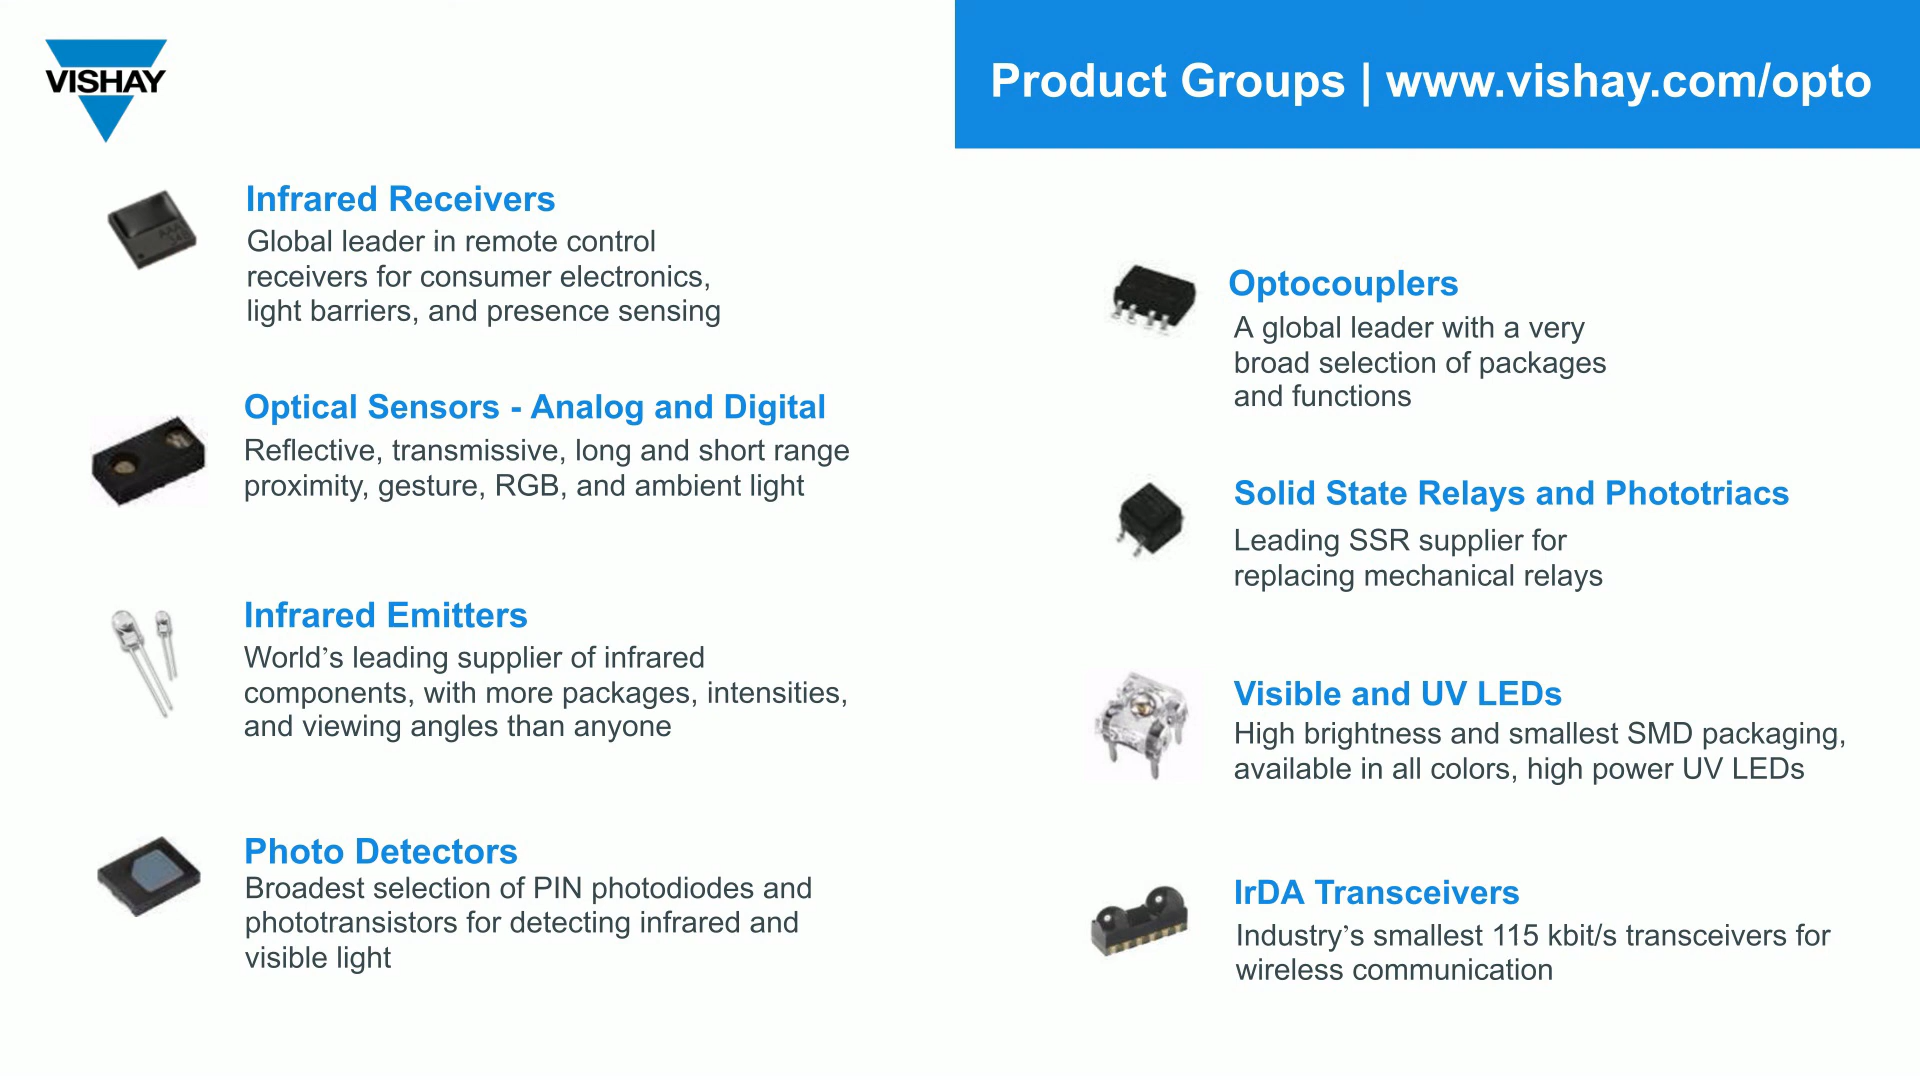 VISHAY
Product Groups | www.vishay.com/opto
Infrared Receivers
Global leader in remote control
receivers for consumer electronics,
light barriers, and presence sensing
Optical Sensors - Analog and Digital
Reflective, transmissive, long and short range
proximity, gesture, RGB, and ambient light
Infrared Emitters
World’s leading supplier of infrared
components, with more packages, intensities,
and viewing angles than anyone
Photo Detectors
Broadest selection of PIN photodiodes and
phototransistors for detecting infrared and
visible light
Optocouplers
A global leader with a very
broad selection of packages
and functions
Solid State Relays and Phototriacs
Leading SSR supplier for
replacing mechanical relays
Visible and UV LEDs
High brightness and smallest SMD packaging,
available in all colors, high power UV LEDs
IrDA Transceivers
Industry’s smallest 115 kbit/s transceivers for
wireless communication